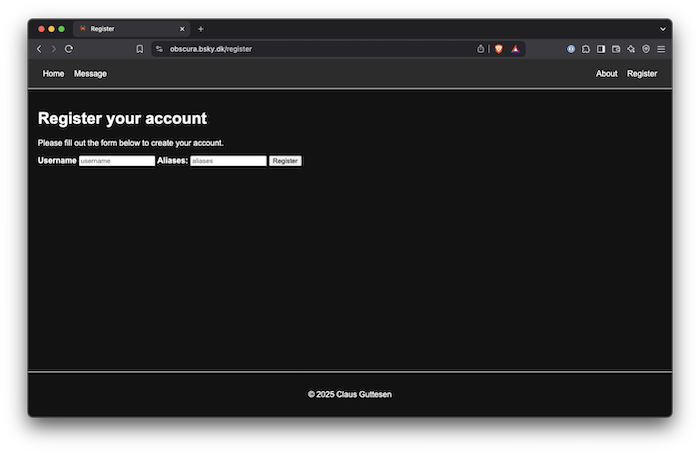 Register
obscura.bsky.dk/register
Home Message About Register
Register your account
Please fill out the form below to create your account.
Username username Aliases: aliases Register
© 2025 Claus Guttesen